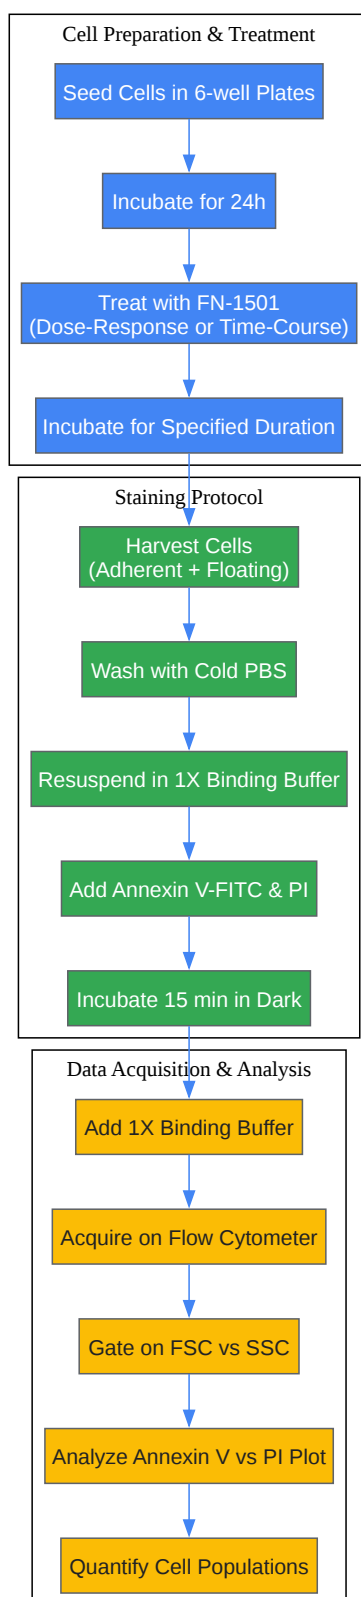 Cell Preparation & Treatment
Seed Cells in 6-well Plates
Incubate for 24h
Treat with FN-1501
(Dose-Response or Time-Course)
Incubate for Specified Duration
Staining Protocol
Harvest Cells
(Adherent + Floating)
Wash with Cold PBS
Resuspend in 1X Binding Buffer
Add Annexin V-FITC & PI
Incubate 15 min in Dark
Data Acquisition & Analysis
Add 1X Binding Buffer
Acquire on Flow Cytometer
Gate on FSC vs SSC
Analyze Annexin V vs PI Plot
Quantify Cell Populations